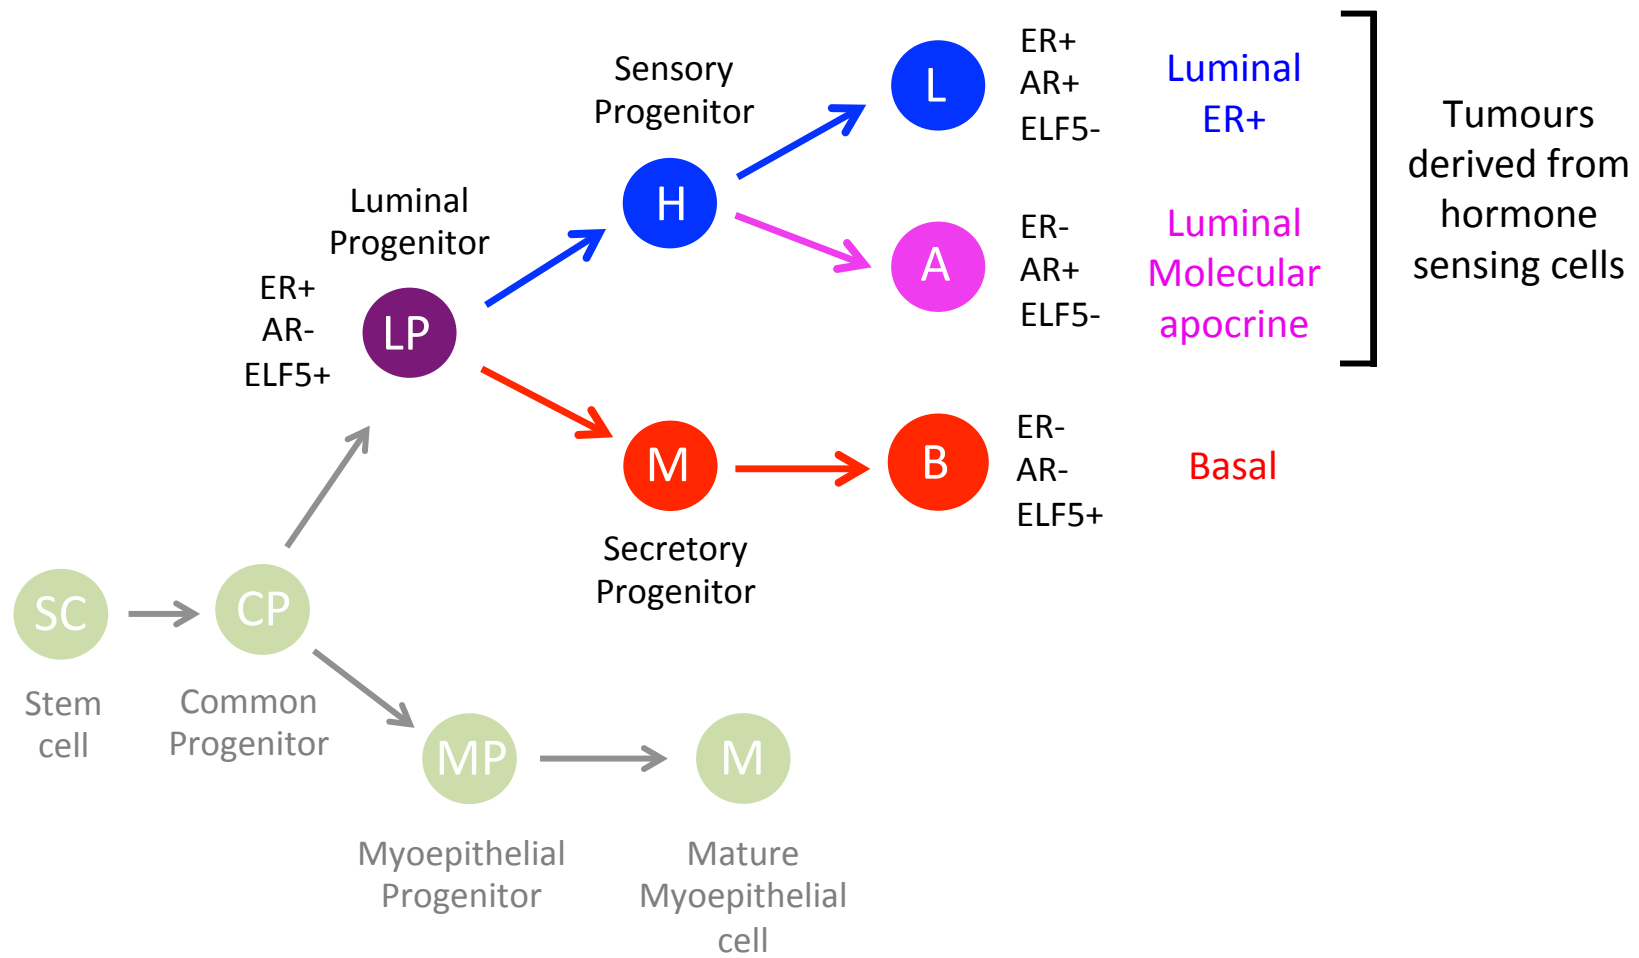 Sensory
Progenitor
H
L
ER+
AR+
ELF5-
Luminal
ER+
A
ER-
AR+
ELF5-
Luminal
Molecular
apocrine
Tumours
derived from
hormone
sensing cells
Luminal
Progenitor
ER+
AR-
ELF5+
LP
M
Secretory
Progenitor
B
ER-
AR-
ELF5+
Basal
SC
Stem
cell
CP
Common
Progenitor
MP
Myoepithelial
Progenitor
M
Mature
Myoepithelial
cell